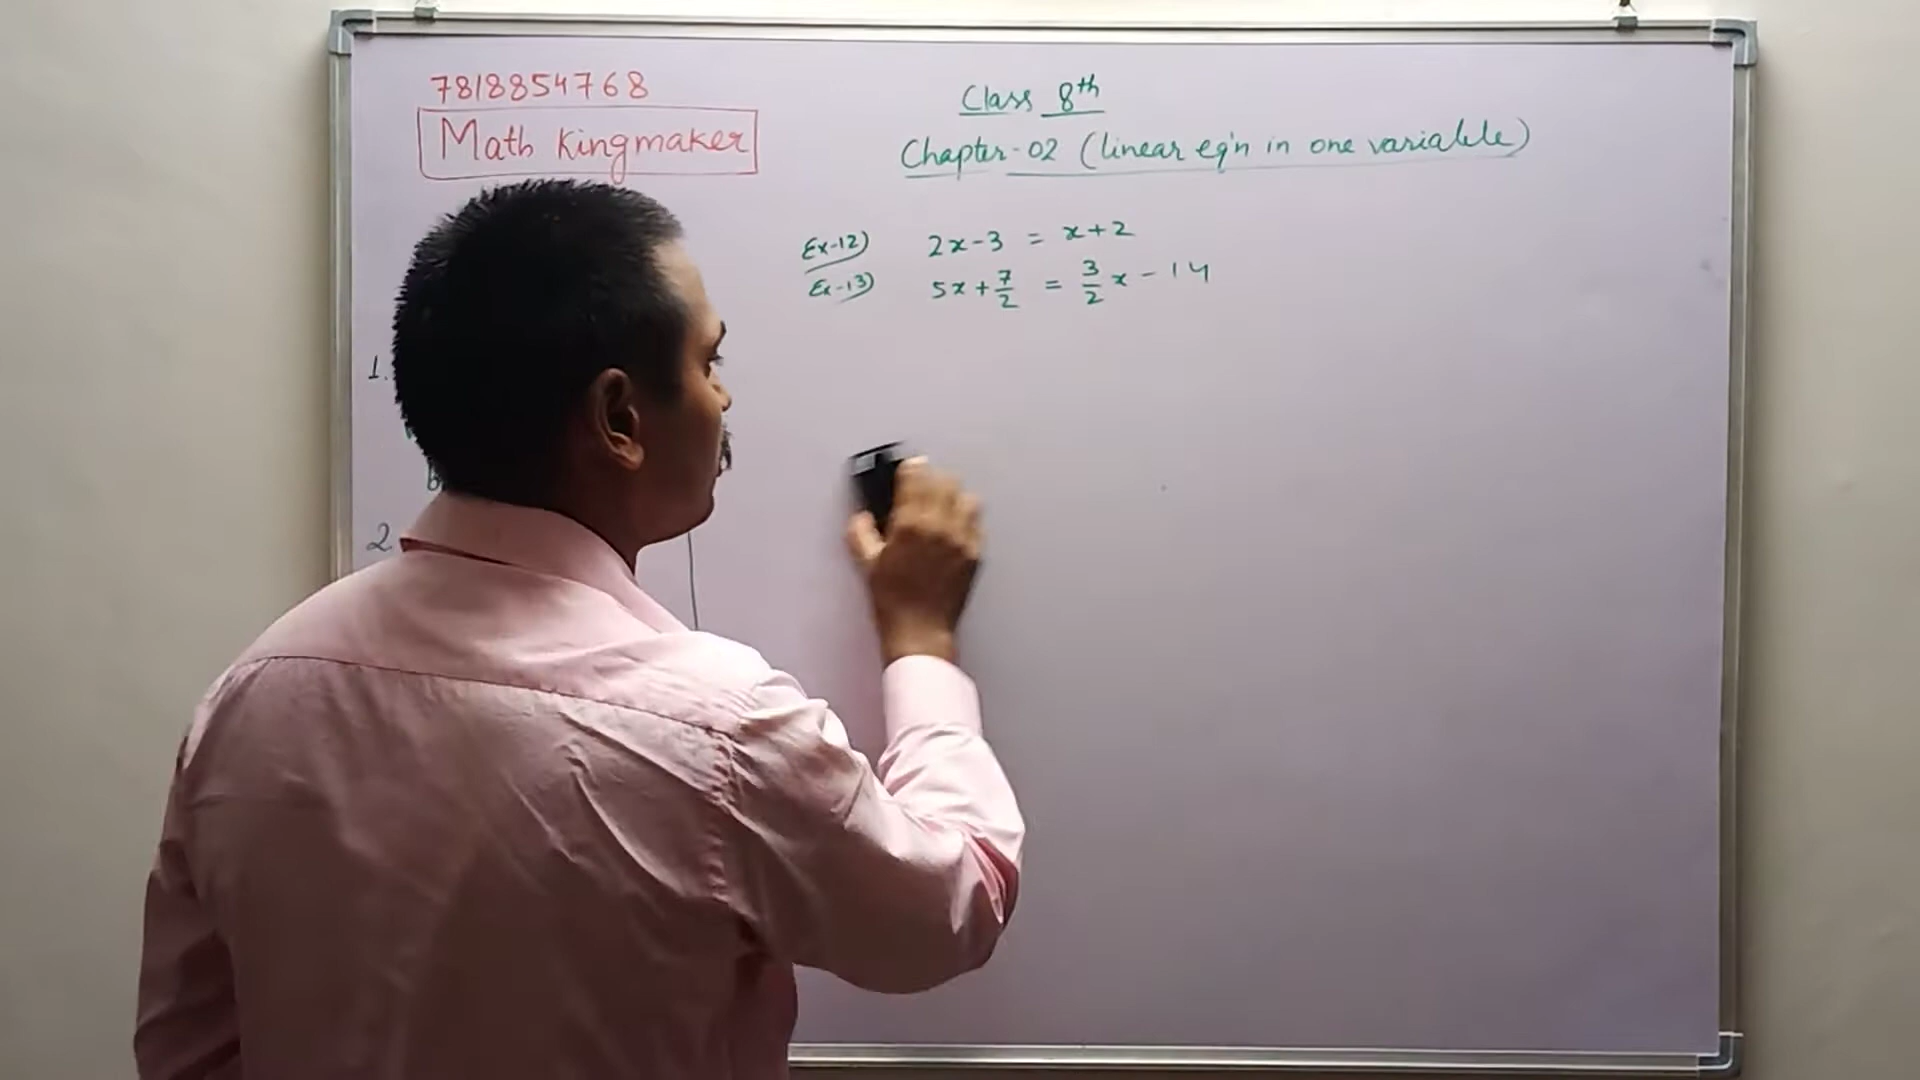 7818854768
Math Kingmaker
Class 8th
Chapter-02 (linear eq'n in one variable)
Ex-12) 2x-3 = x+2
Ex-13) 5x+7/2 = 3/2 x - 14
1.
2.